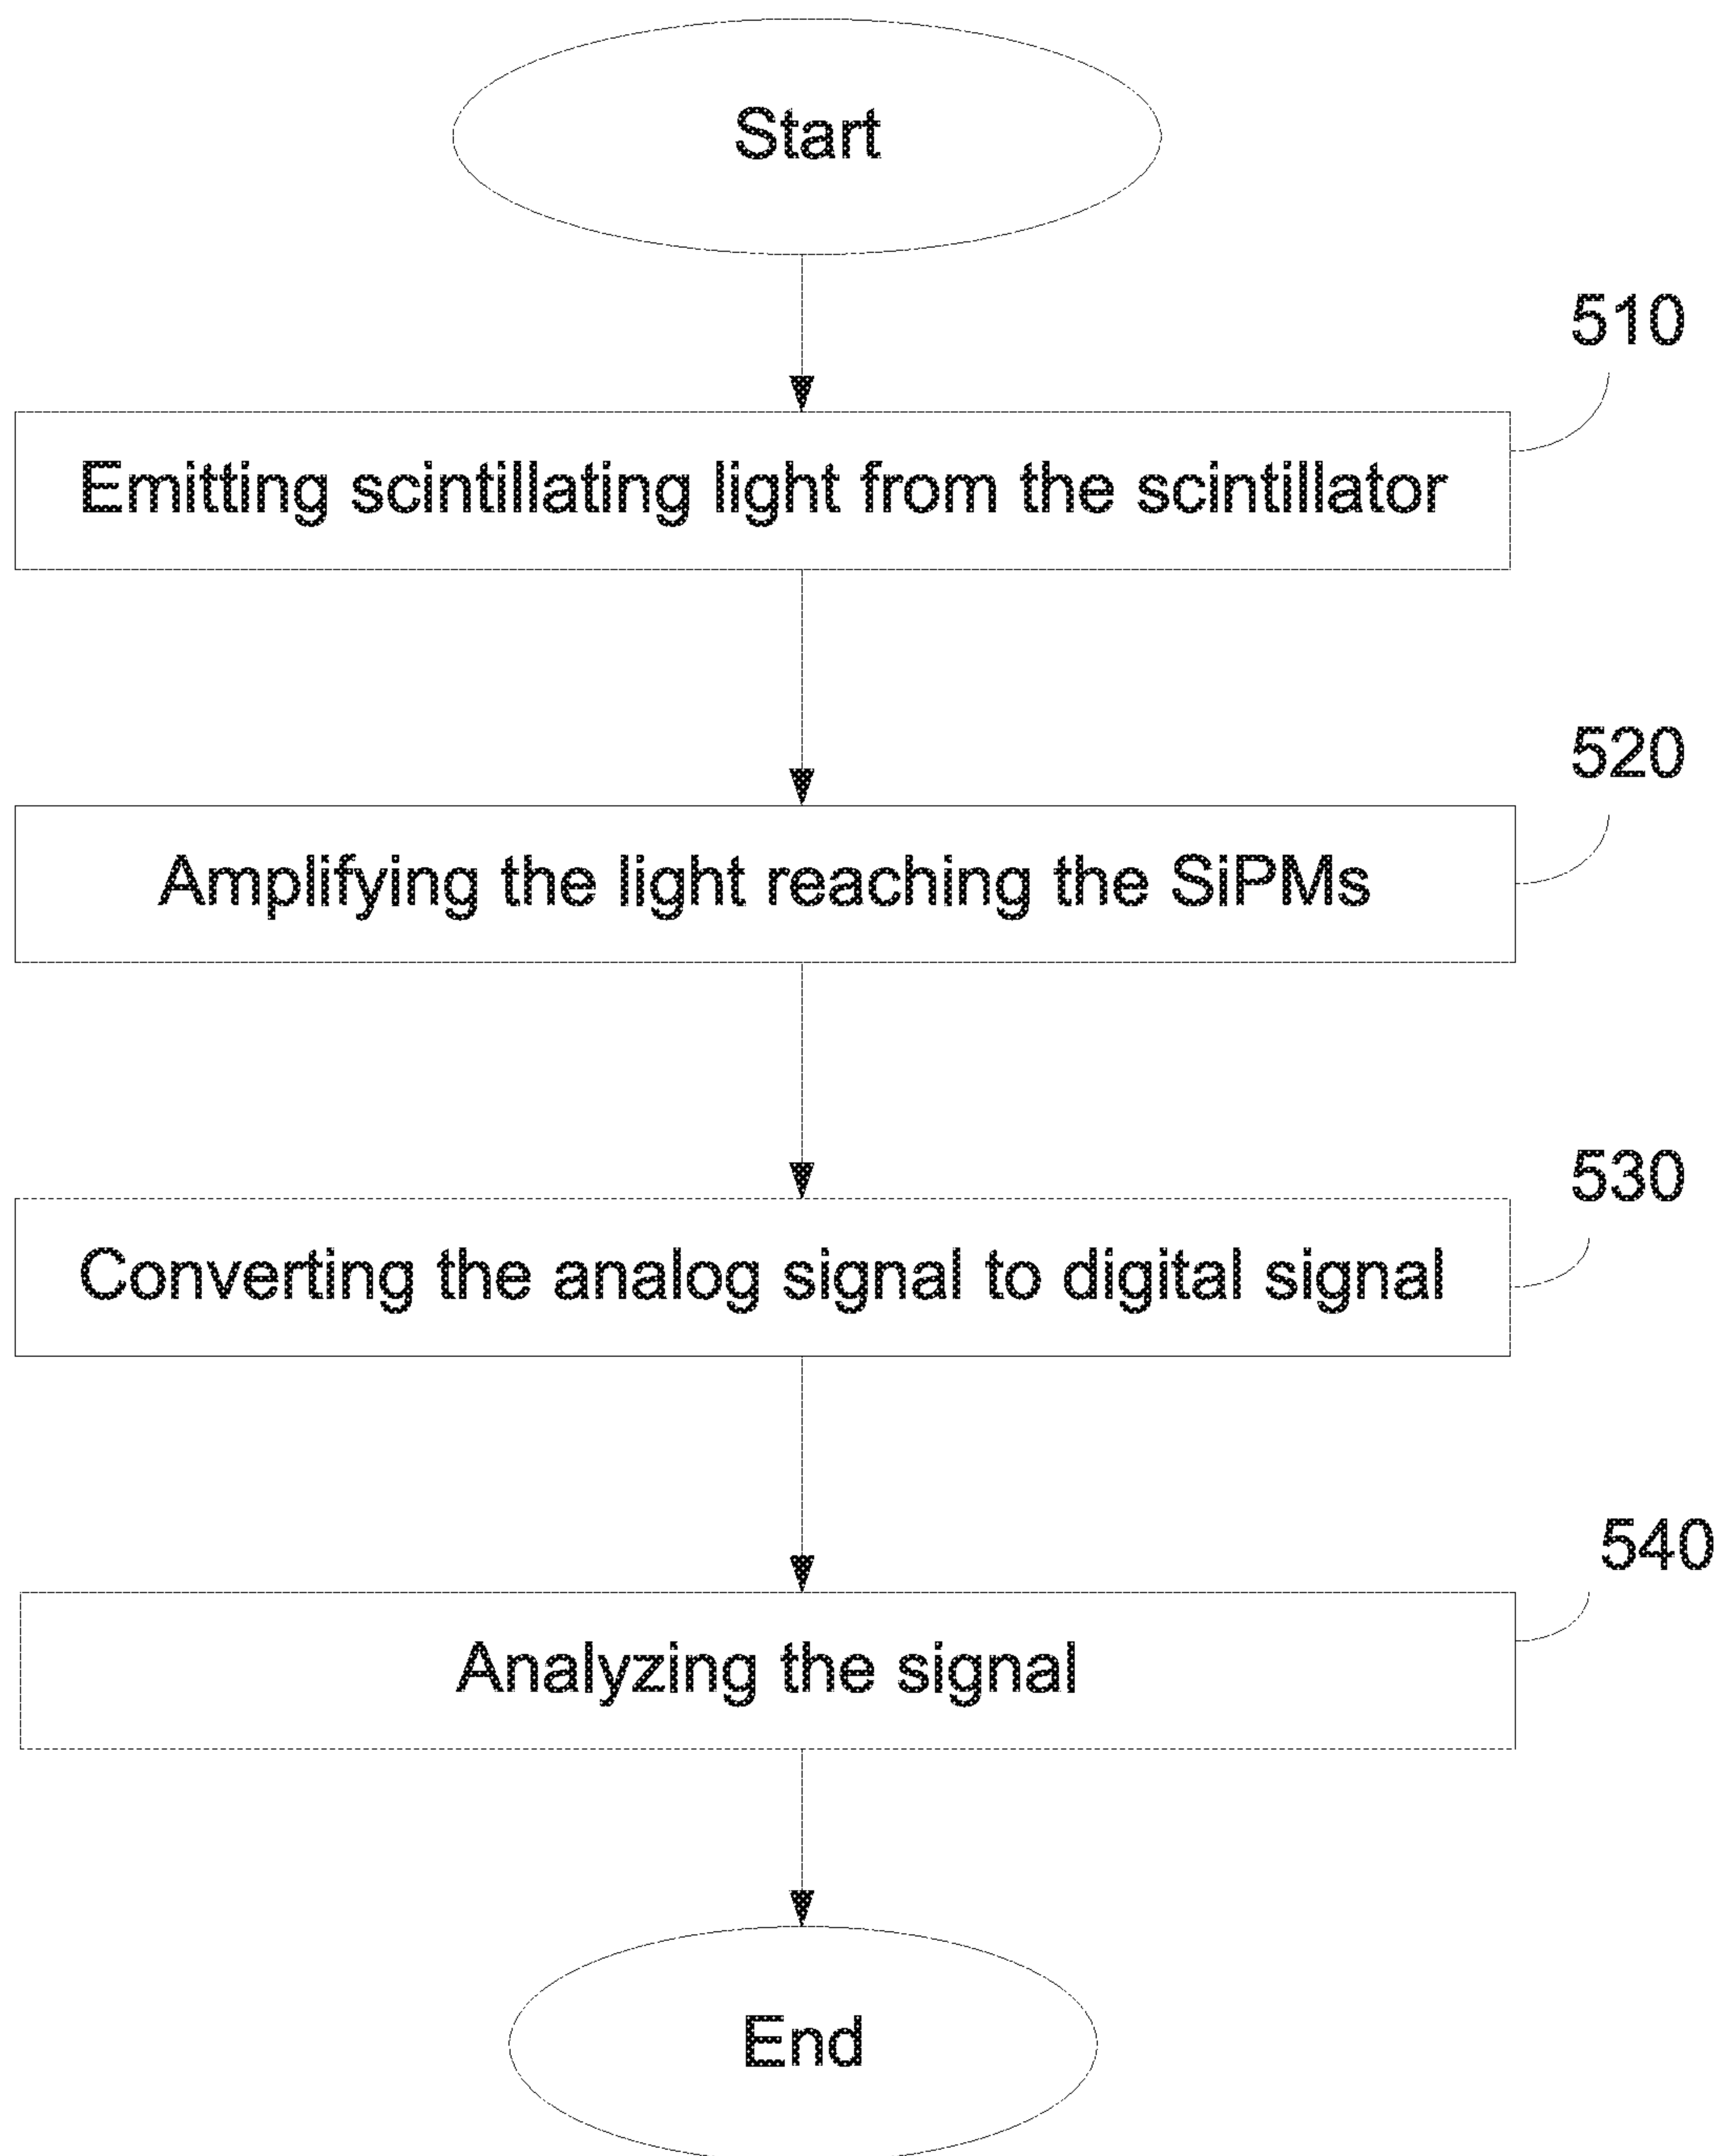 Start
510
Emitting scintillating light from the scintillator
520
Amplifying the light reaching the SiPMs
530
Converting the analog signal to digital signal
540
Analyzing the signal
End